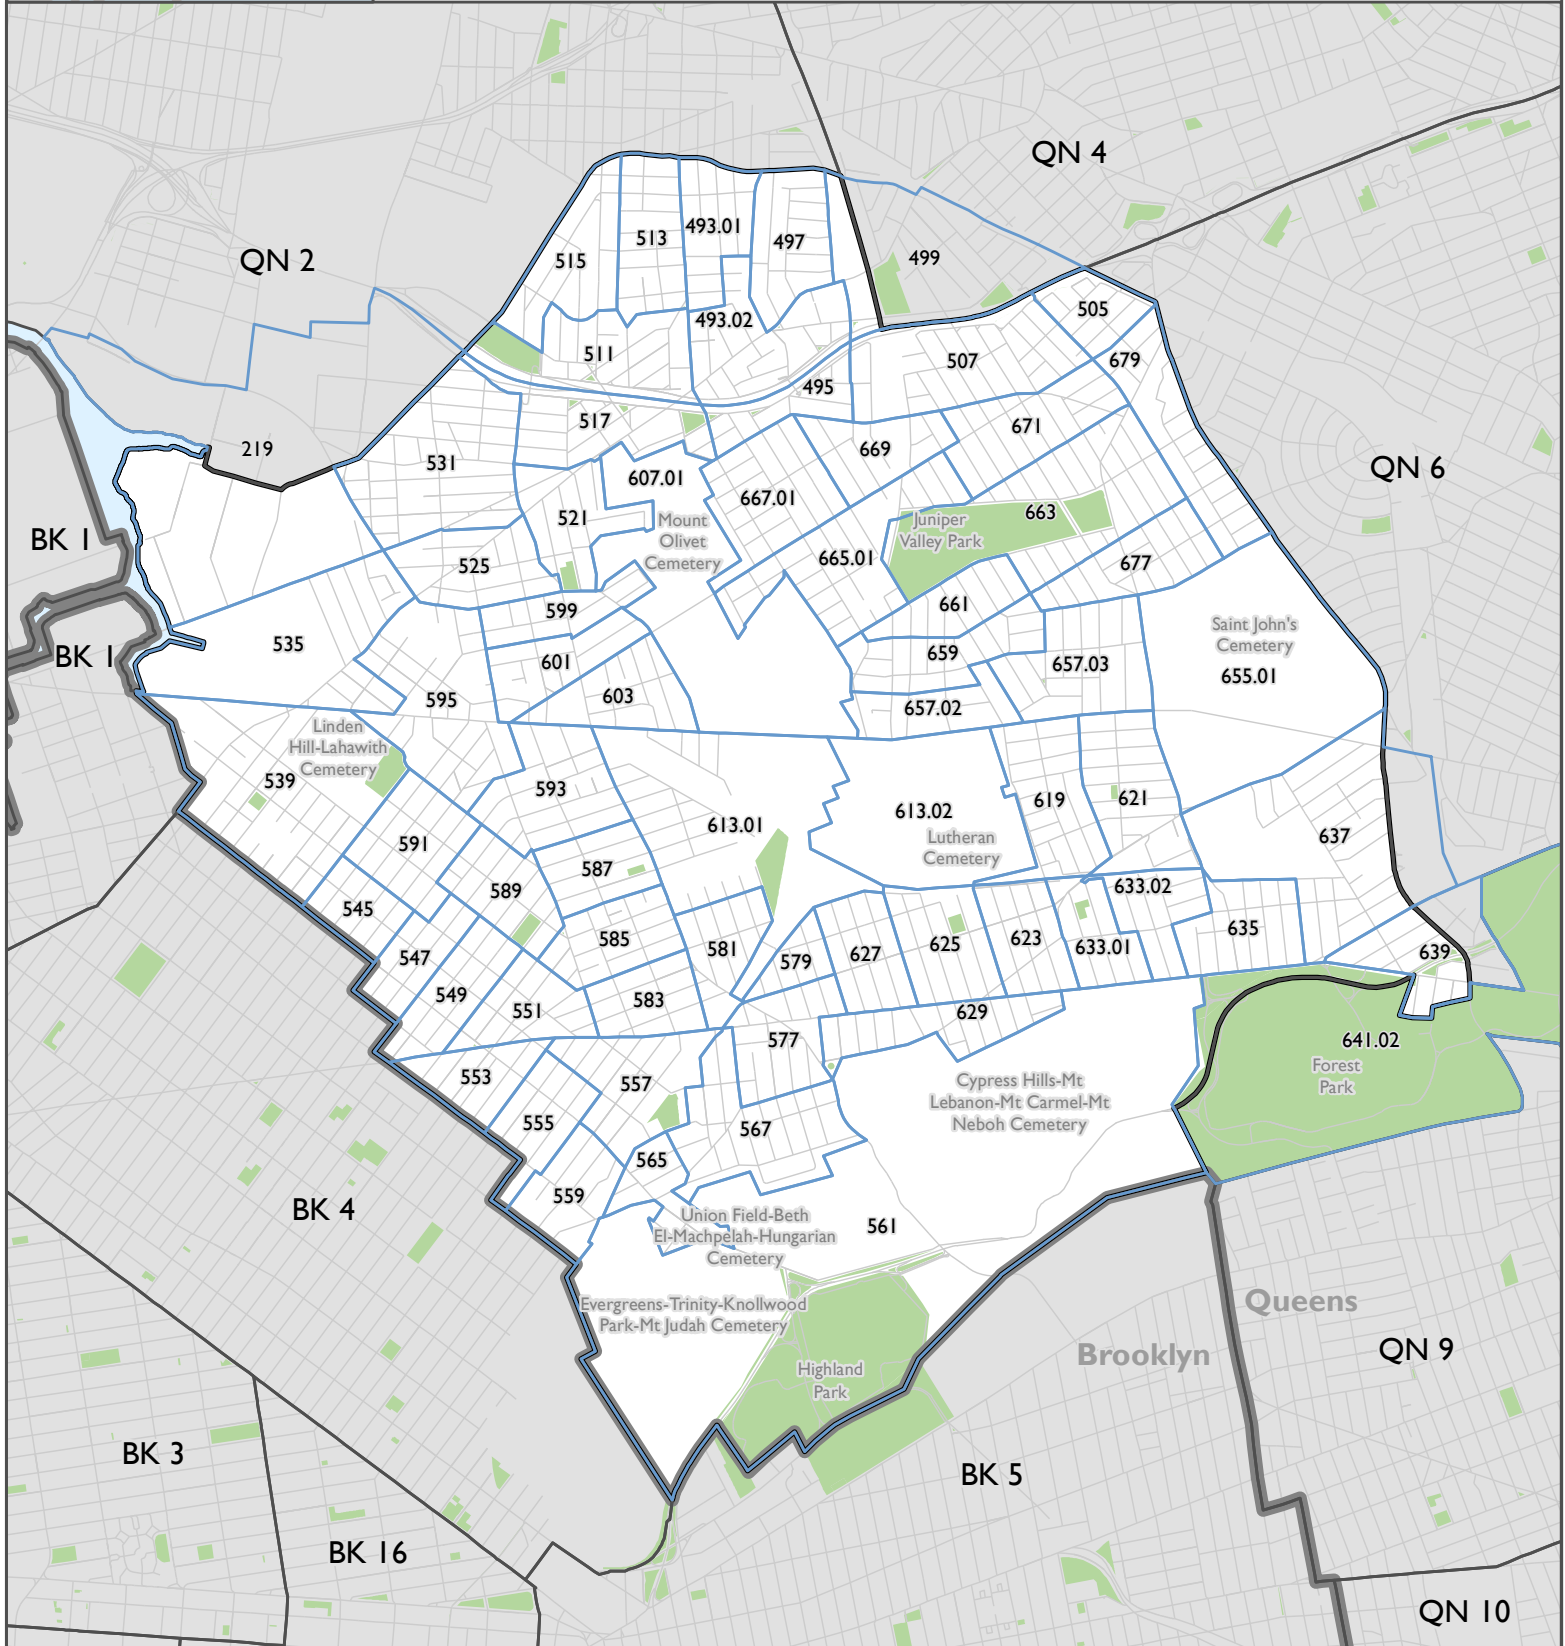 QN 4
493.01
513
497
QN 2
515
499
505
493.02
511
507
679
495
517
671
219
531
669
QN 6
607.01
667.01
663
521
Mount
Olivet
Cemetery
Juniper
Valley Park
BK 1
665.01
677
525
661
599
535
Saint John's
Cemetery
BK 1
659
601
657.03
655.01
603
595
657.02
Linden
Hill-Lahawith
Cemetery
539
593
619
621
613.02
613.01
637
591
Lutheran
Cemetery
587
589
633.02
545
635
585
623
625
581
633.01
627
639
547
579
549
583
551
629
577
641.02
Forest
Park
553
557
Cypress Hills-Mt
Lebanon-Mt Carmel-Mt
Neboh Cemetery
555
567
565
559
BK 4
Union Field-Beth
El-Machpelah-Hungarian
Cemetery
561
Evergreens-Trinity-Knollwood
Park-Mt Judah Cemetery
Queens
Brooklyn
QN 9
Highland
Park
BK 3
BK 5
BK 16
QN 10